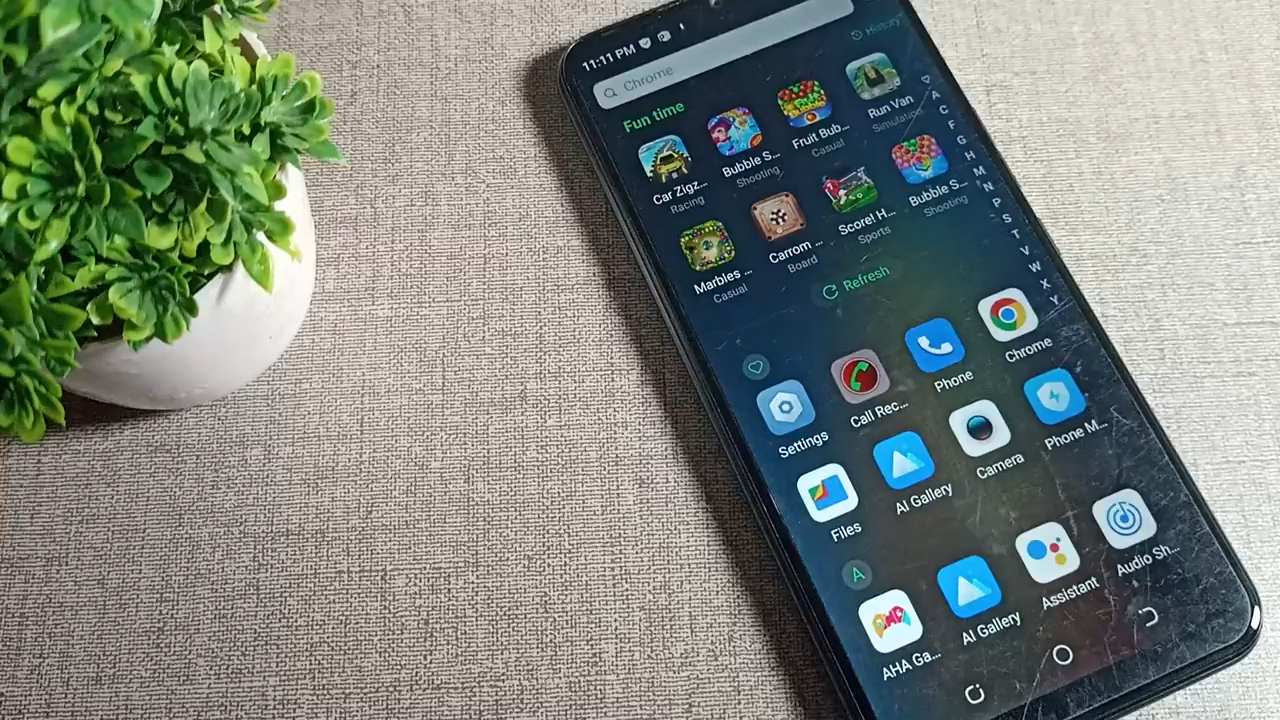 11:11 PM
Chrome
History
Fun time
Car Zigz...
Racing
Bubble S...
Shooting
Fruit Bub...
Casual
Run Van
Simulation
Marbles ...
Casual
Carrom ...
Board
Score! H...
Sports
Bubble S...
Shooting
Refresh
A
C
F
G
H
M
N
P
S
T
V
W
X
Y
Settings
Call Rec...
Phone
Chrome
Files
AI Gallery
Camera
Phone M...
A
AHA Ga...
AI Gallery
Assistant
Audio Sh...